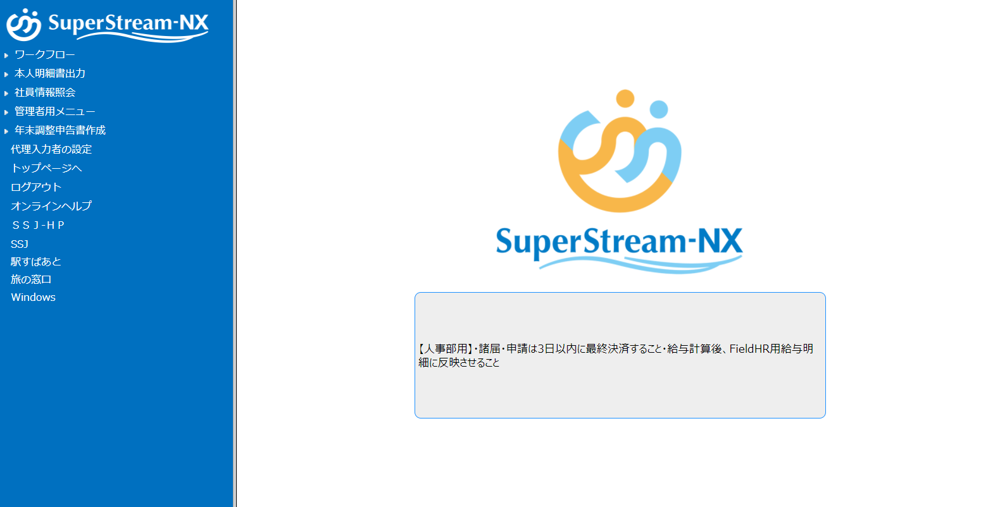 SuperStream-NX
ワークフロー
本人明細書出力
社員情報照会
管理者用メニュー
年末調整申告書作成
代理入力者の設定
トップページへ
ログアウト
オンラインヘルプ
ＳＳＪ-ＨＰ
SSJ
駅すぱあと
旅の窓口
Windows
SuperStream-NX
【人事部用】・諸届・申請は3日以内に最終決済すること・給与計算後、FieldHR用給与明
細に反映させること